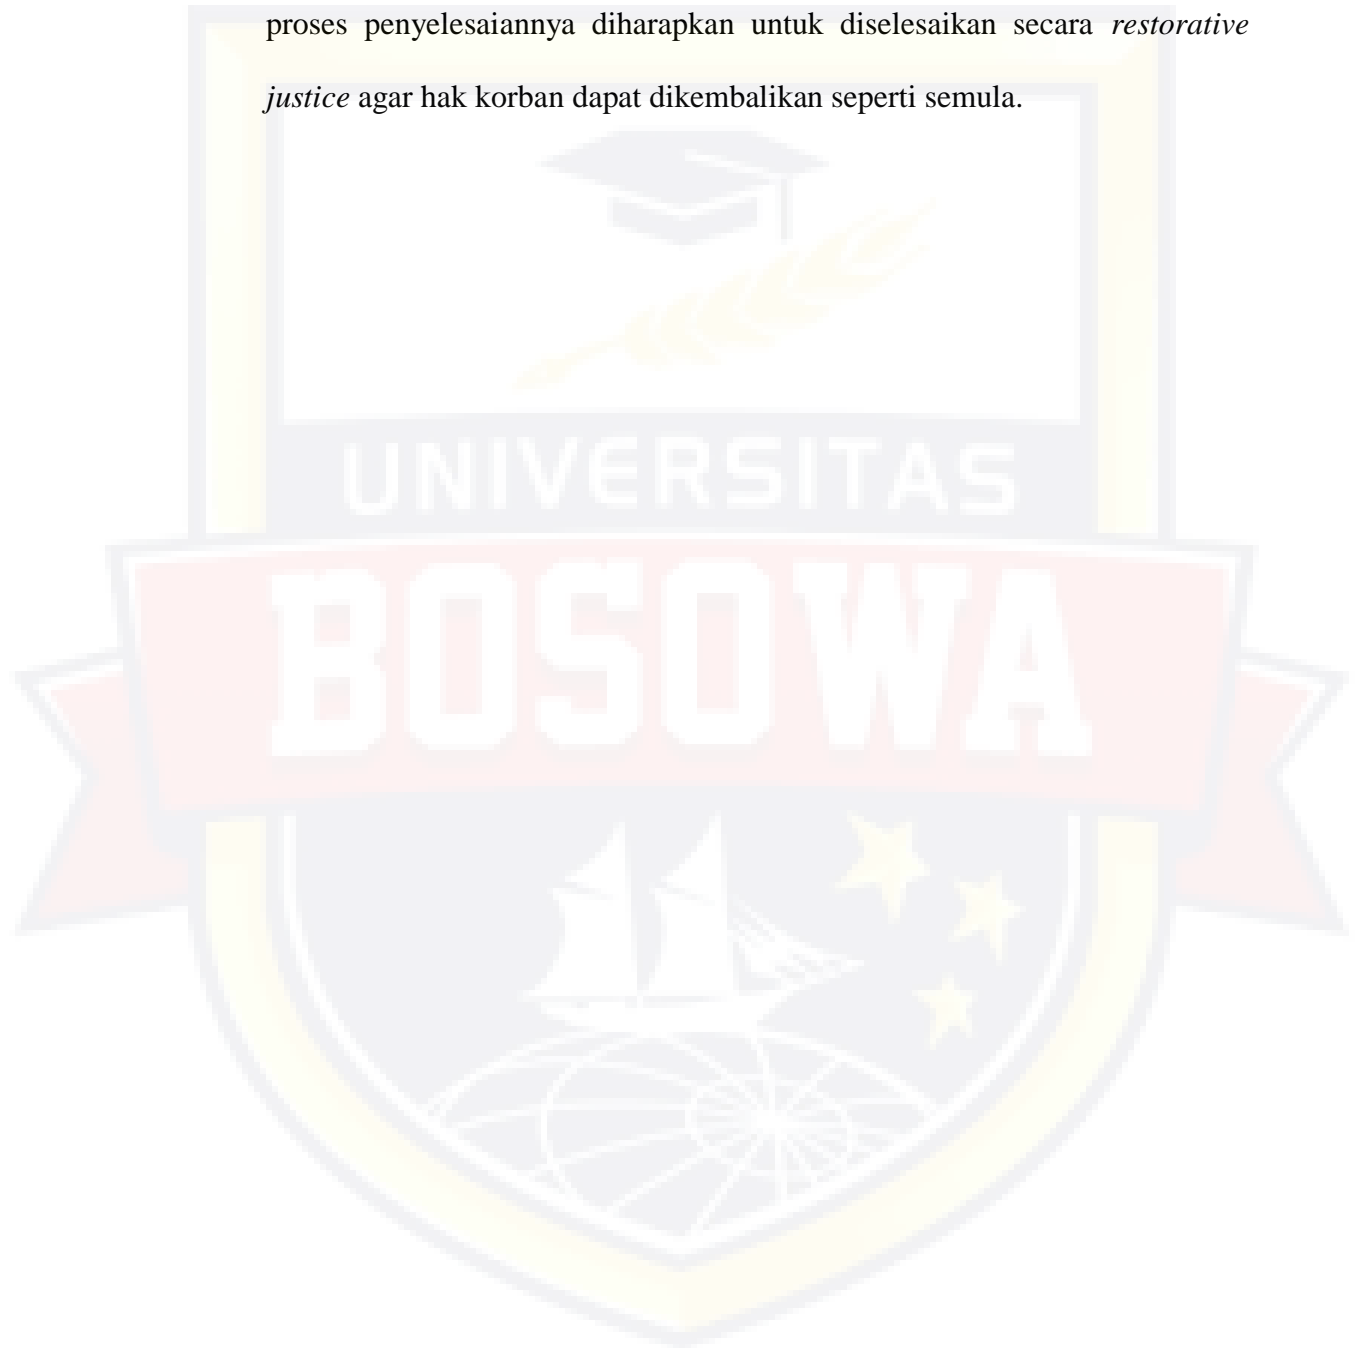 proses penyelesaiannya diharapkan untuk diselesaikan secara restorative
justice agar hak korban dapat dikembalikan seperti semula.
UNIVERSITAS
BOSOWA